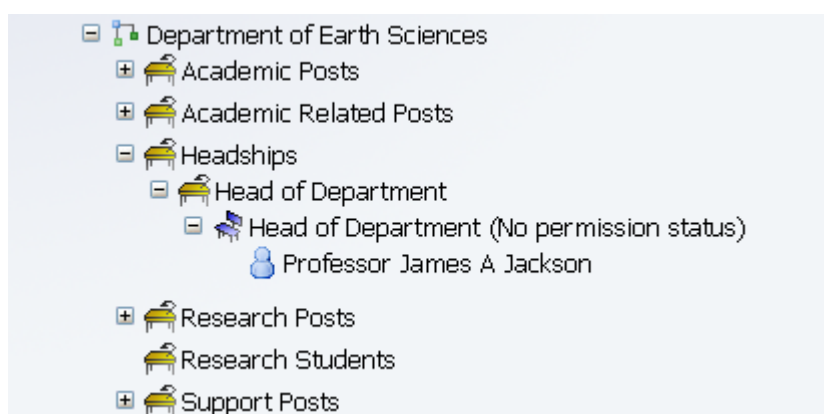 Department of Earth Sciences
Academic Posts
Academic Related Posts
Headships
Head of Department
Head of Department (No permission status)
Professor James A Jackson
Research Posts
Research Students
Support Posts